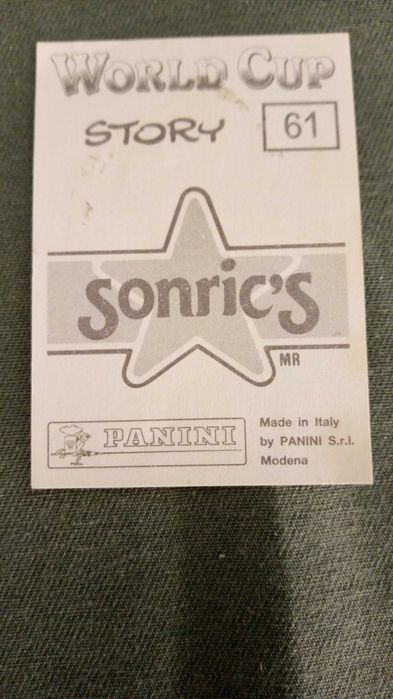 WORLD CUP
STORY
61
sonric's
MR
PANINI
Made in Italy
by PANINI S.r.l.
Modena